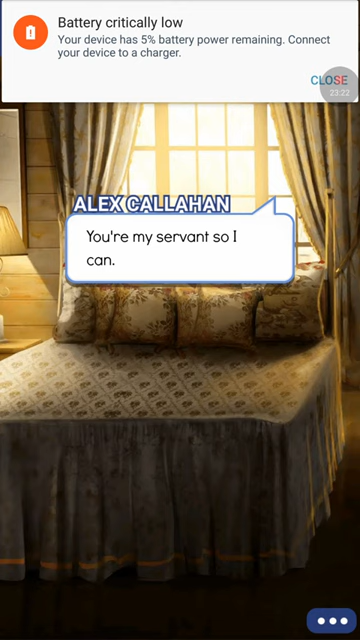 Battery critically low
Your device has 5% battery power remaining. Connect
your device to a charger.
CLOSE
23:22
ALEX CALLAHAN
You're my servant so I
can.